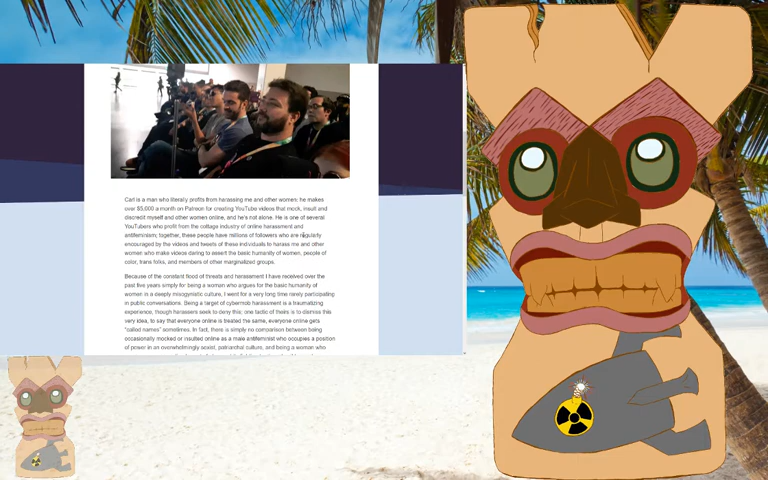 Carl is a man who literally profits from harassing me and other women: he makes
over $5,000 a month on Patreon for creating YouTube videos that mock, insult and
discredit myself and other women online, and he's not alone. He is one of several
YouTubers who profit from the cottage industry of online harassment and
antifeminism; together, these people have millions of followers who are regularly
encouraged by the videos and tweets of these individuals to harass me and other
women who make videos daring to assert the basic humanity of women, people of
color, trans folks, and members of other marginalized groups.
Because of the constant flood of threats and harassment I have received over the
past five years simply for being a woman who argues for the basic humanity of
women in a deeply misogynistic culture, I went for a very long time rarely participating
in public conversations. Being a target of cybermob harassment is a traumatizing
experience, though harassers seek to deny this; one tactic of theirs is to dismiss this
very idea, to say that everyone online is treated the same, everyone online gets
"called names" sometimes. In fact, there is simply no comparison between being
occasionally mocked or insulted online as a male antifeminist who occupies a position
of power in an overwhelmingly sexist, patriarchal culture, and being a woman who